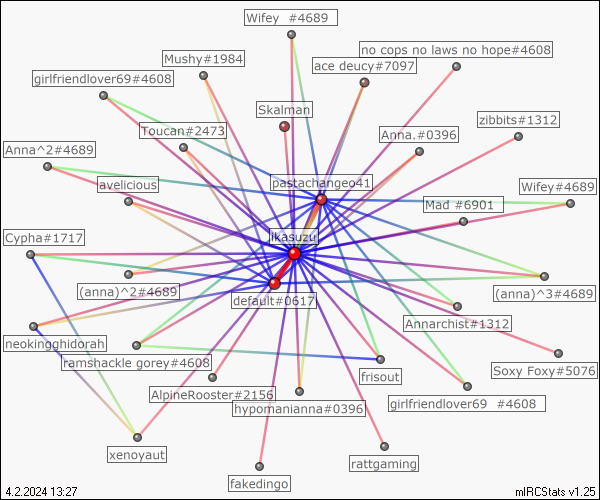 Wifey  #4689
no cops no laws no hope#4608
Mushy#1984
ace deucy#7097
girlfriendlover69#4608
Skalman
zibbits#1312
Toucan#2473
Anna.#0396
Anna^2#4689
avelicious
pastachangeo41
Wifey#4689
Mad #6901
Cypha#1717
ikasuzu
(anna)^2#4689
(anna)^3#4689
default#0617
Annarchist#1312
neokingghidorah
ramshackle gorey#4608
Soxy Foxy#5076
frisout
AlpineRooster#2156
girlfriendlover69  #4608
hypomanianna#0396
xenoyaut
rattgaming
fakedingo
4.2.2024 13:27
mIRCStats v1.25